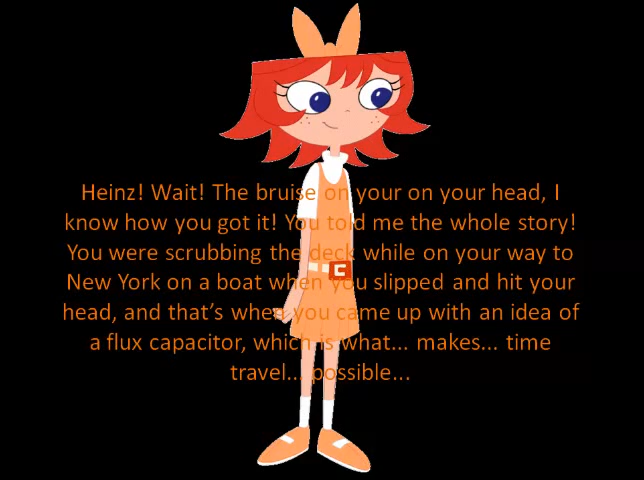 Heinz! Wait! The bruise on your on your head, I
know how you got it! You told me the whole story!
You were scrubbing the deck while on your way to
New York on a boat when you slipped and hit your
head, and that’s when you came up with an idea of
a flux capacitor, which is what... makes... time
travel... possible...